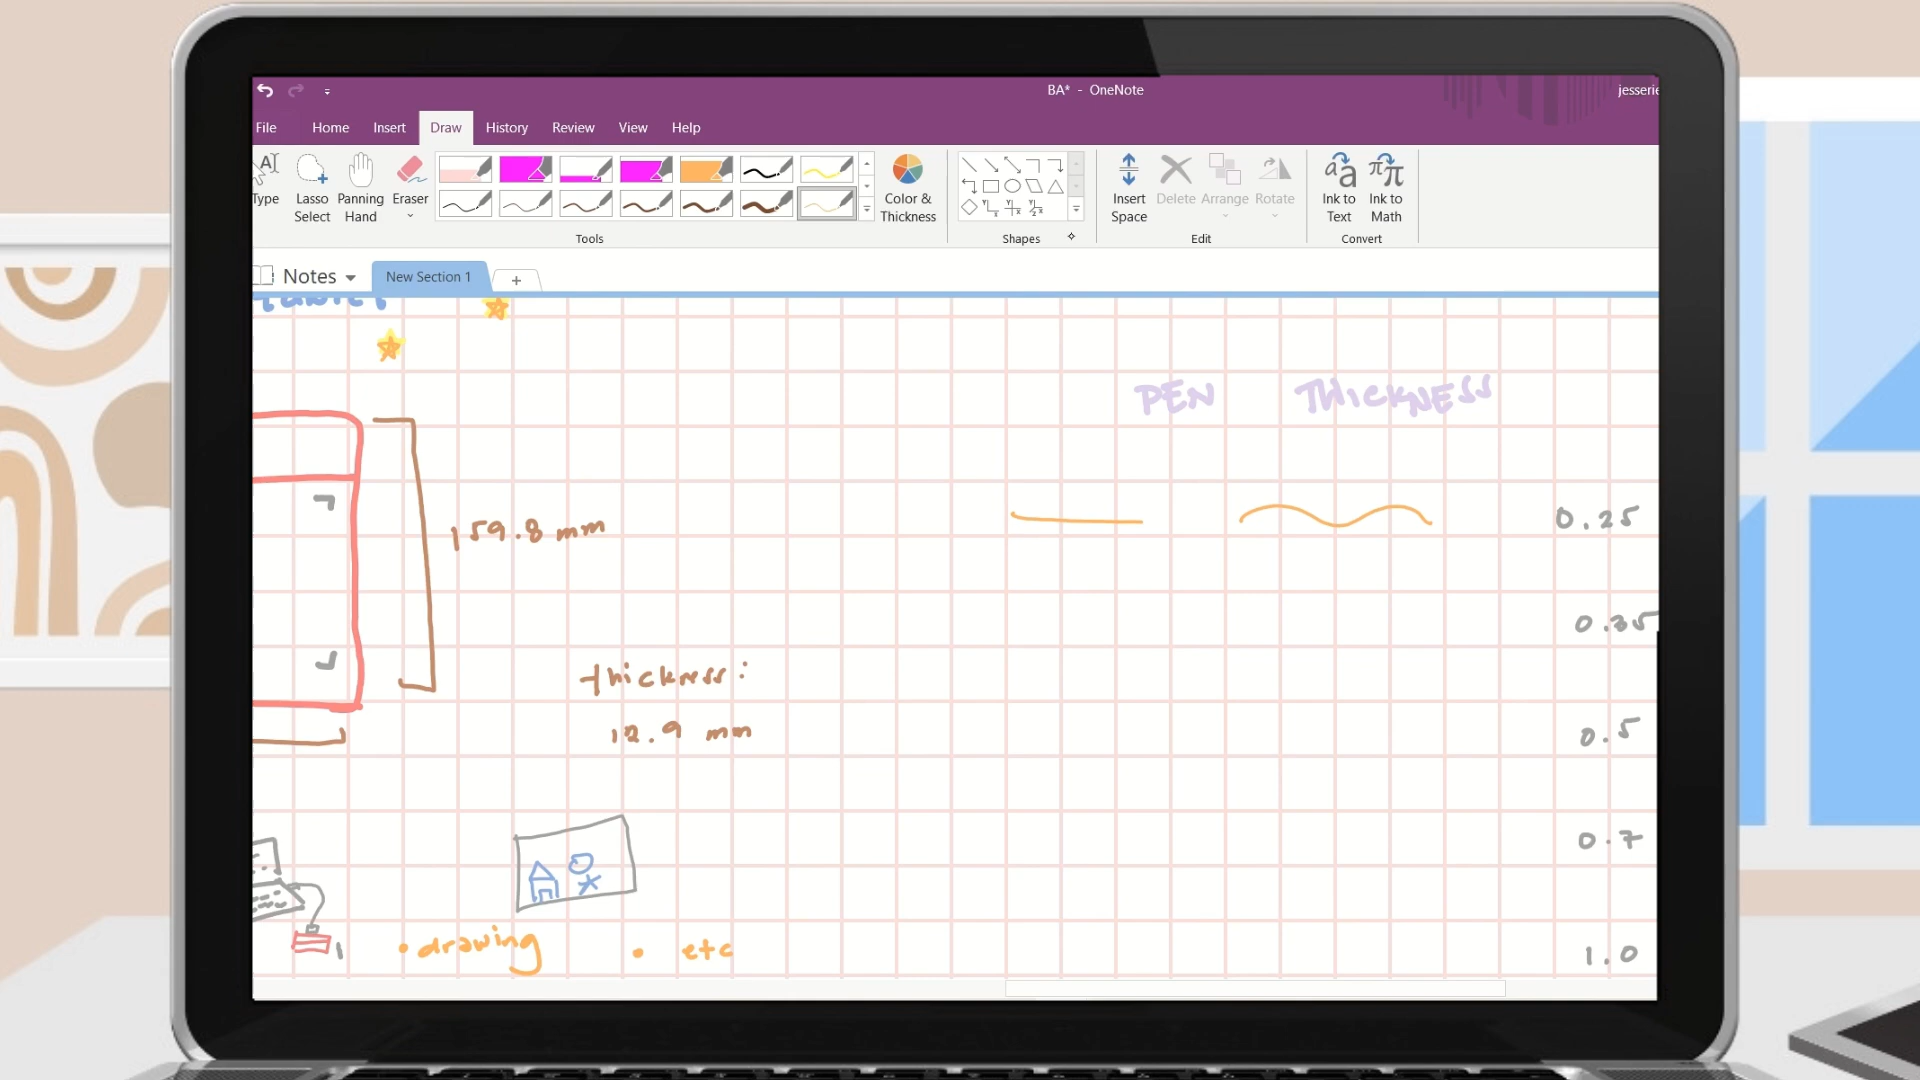 BA* - OneNote
File Home Insert Draw History Review View Help
Type
Lasso Select
Panning Hand
Eraser
Color & Thickness
Insert Space
Delete
Arrange
Rotate
Ink to Text
Ink to Math
Tools
Shapes
Edit
Convert
Notes
New Section 1
PEN THICKNESS
159.8 mm
0.25
0.35
thickness:
12.9 mm
0.5
0.7
• drawing
• etc
1.0